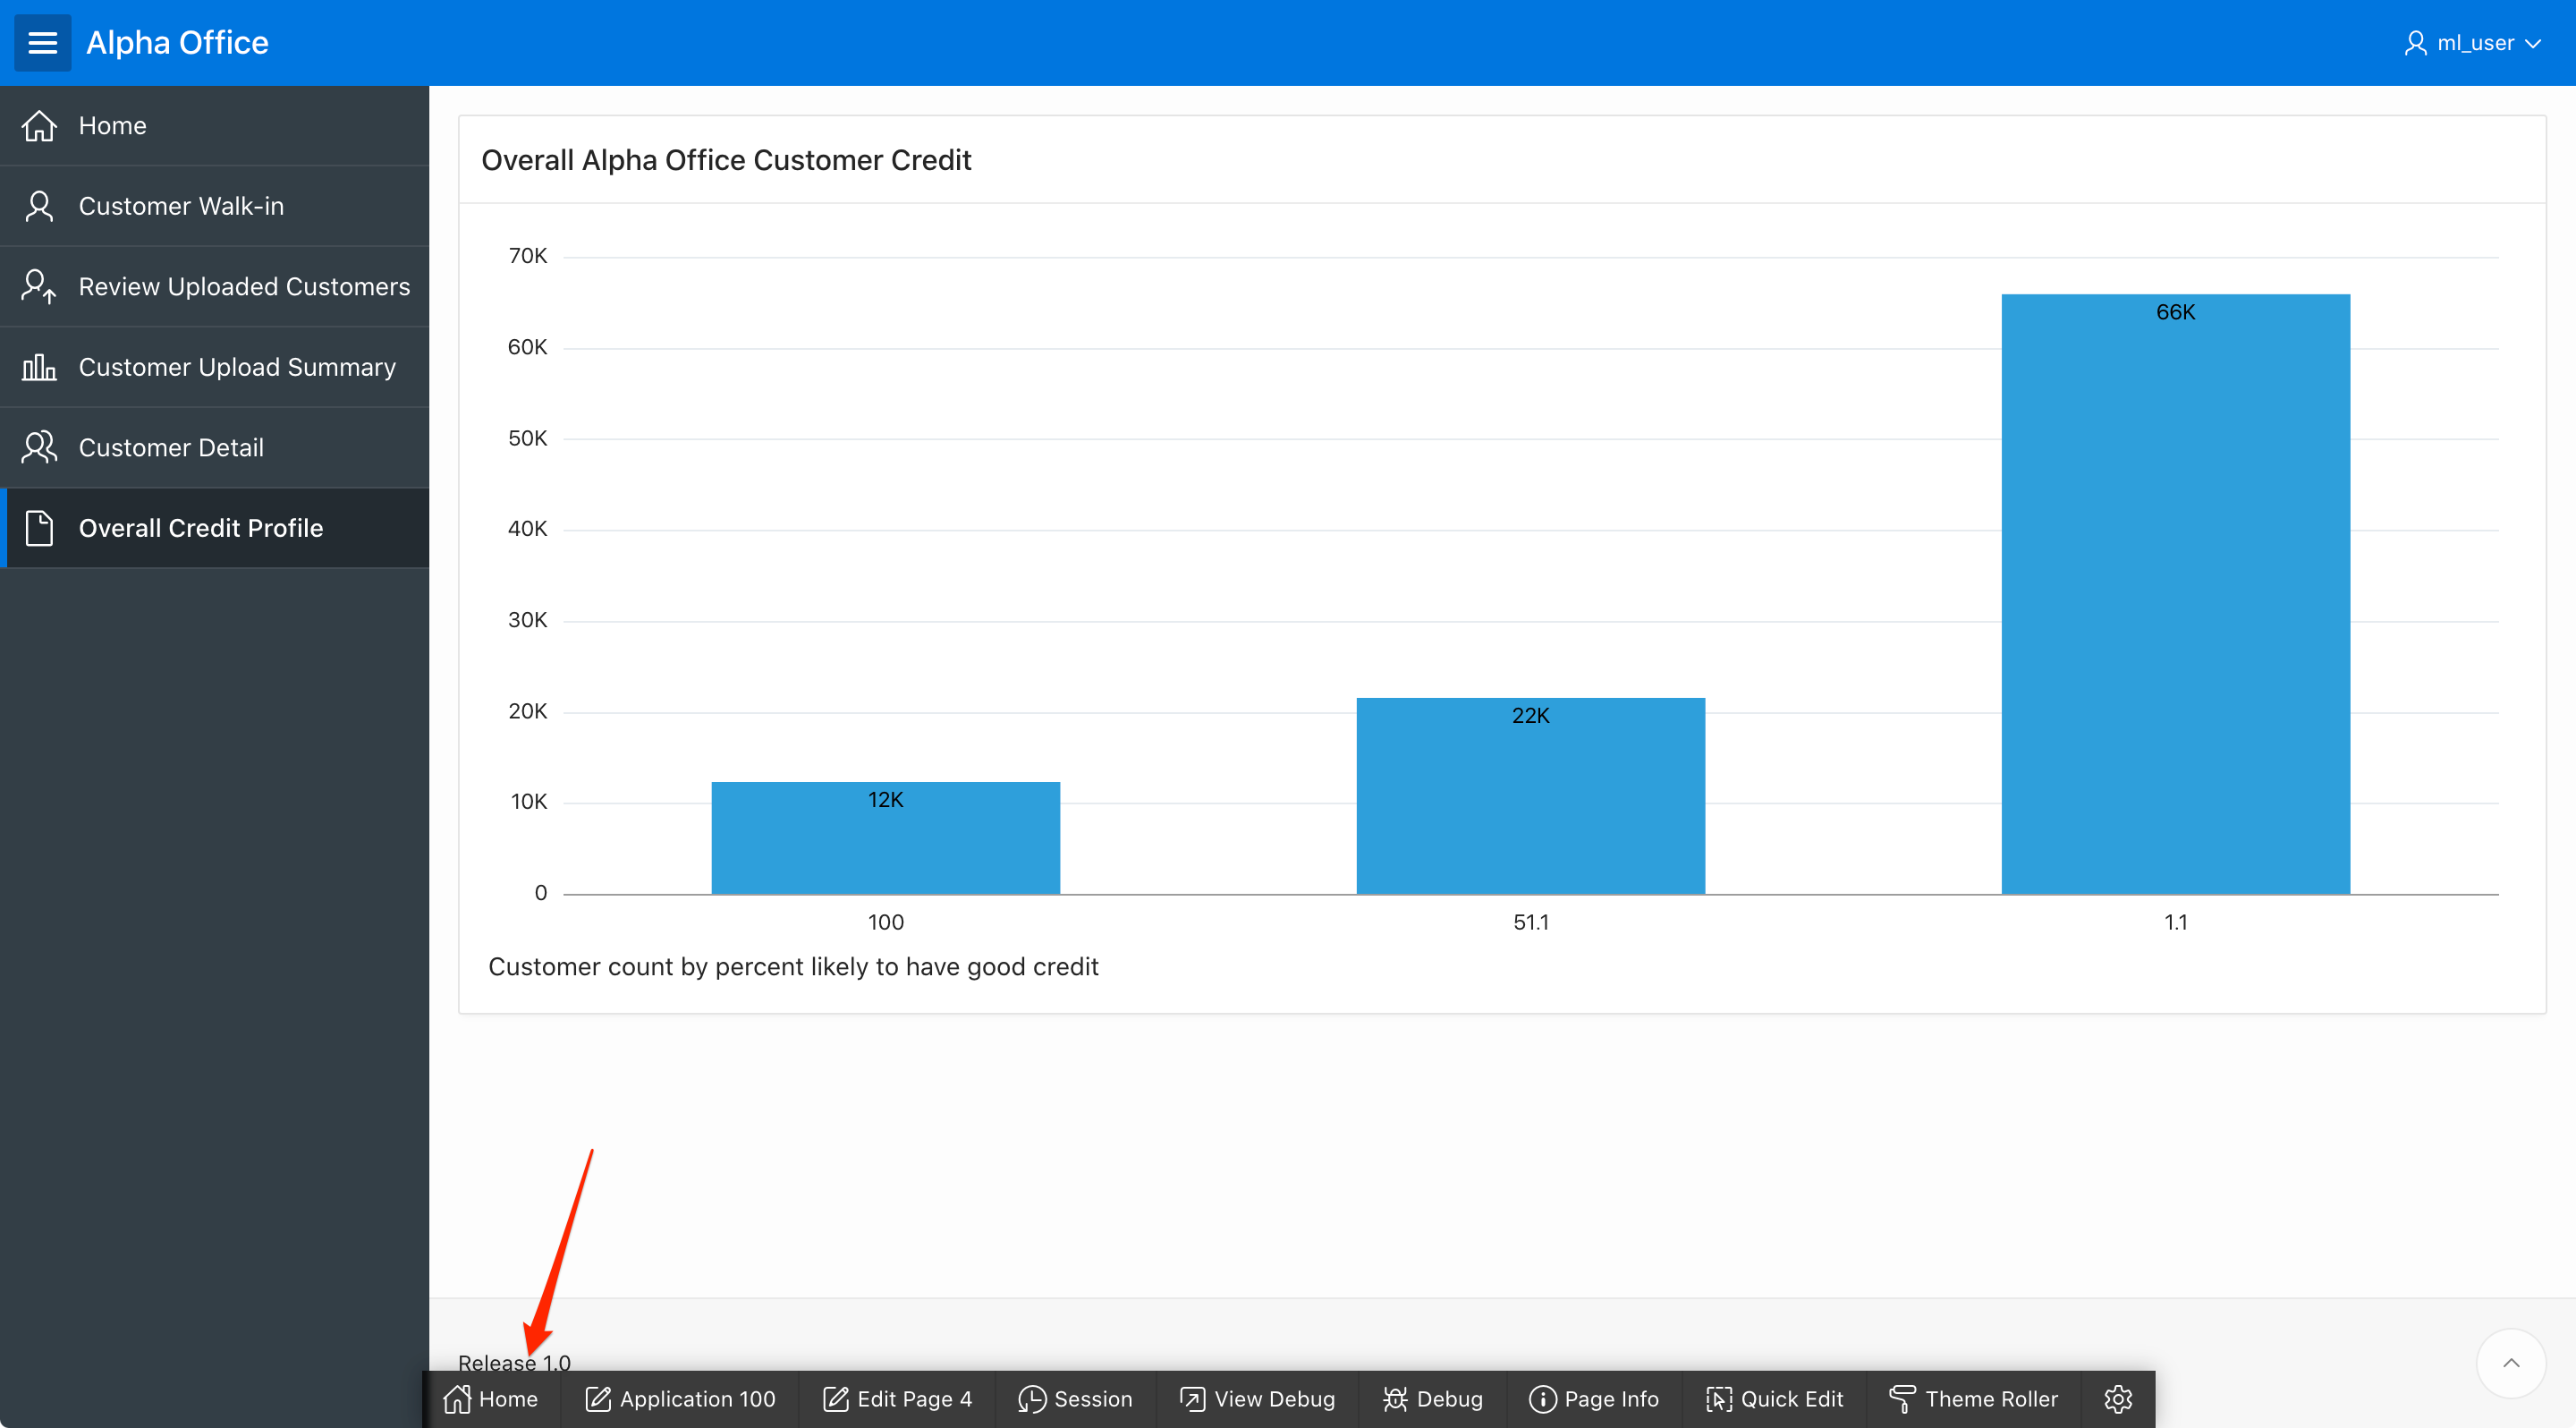 Alpha Office
ml_user
Home
Customer Walk-in
Review Uploaded Customers
Customer Upload Summary
Customer Detail
Overall Credit Profile
Overall Alpha Office Customer Credit
70K
60K
50K
40K
30K
20K
10K
0
12K
22K
66K
100
51.1
1.1
Customer count by percent likely to have good credit
Release 1.0
Home
Application 100
Edit Page 4
Session
View Debug
Debug
Page Info
Quick Edit
Theme Roller